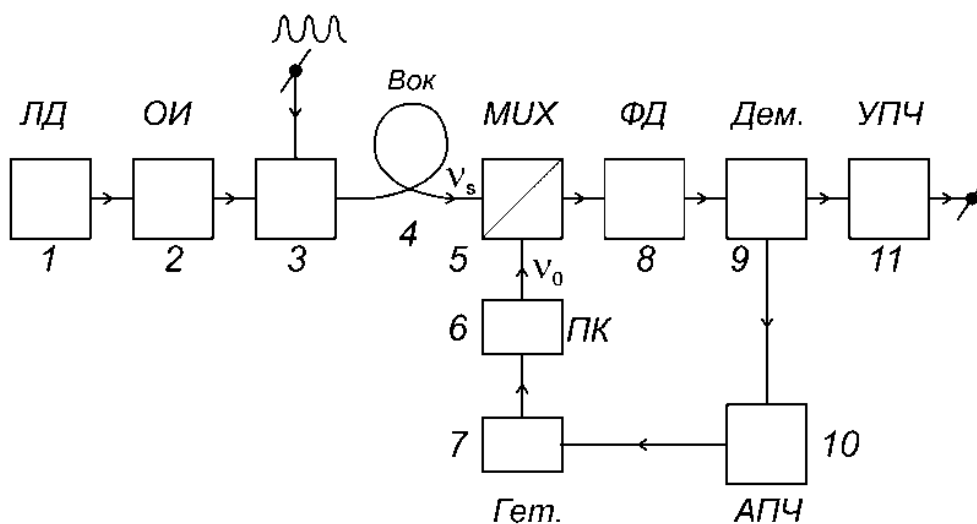 Вок
ЛД ОИ MUX ФД Дем. УПЧ
νs
1 2 3 4 5 8 9 11
ν0
6 ПК
7 10
Гет. АПЧ